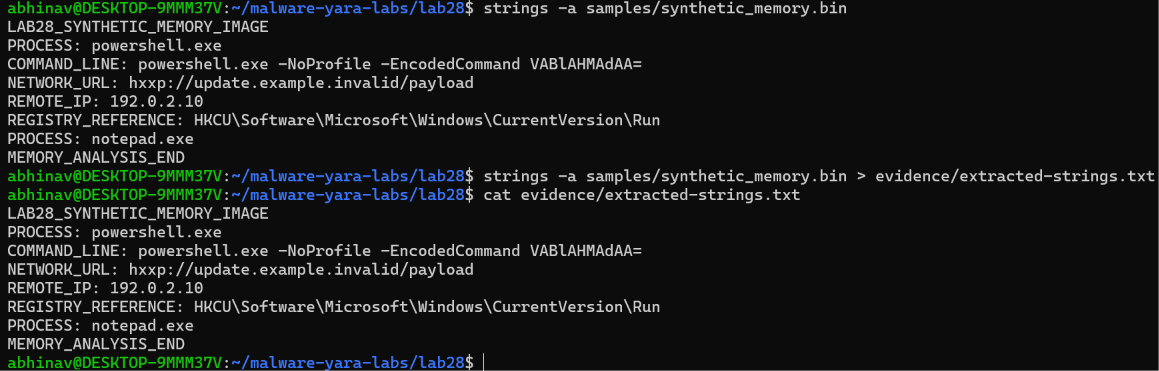 abhinav@DESKTOP-9MMM37V:~/malware-yara-labs/lab28$ strings -a samples/synthetic_memory.bin
LAB28_SYNTHETIC_MEMORY_IMAGE
PROCESS: powershell.exe
COMMAND_LINE: powershell.exe -NoProfile -EncodedCommand VABlAHMAdAA=
NETWORK_URL: hxxp://update.example.invalid/payload
REMOTE_IP: 192.0.2.10
REGISTRY_REFERENCE: HKCU\Software\Microsoft\Windows\CurrentVersion\Run
PROCESS: notepad.exe
MEMORY_ANALYSIS_END
abhinav@DESKTOP-9MMM37V:~/malware-yara-labs/lab28$ strings -a samples/synthetic_memory.bin > evidence/extracted-strings.txt
abhinav@DESKTOP-9MMM37V:~/malware-yara-labs/lab28$ cat evidence/extracted-strings.txt
LAB28_SYNTHETIC_MEMORY_IMAGE
PROCESS: powershell.exe
COMMAND_LINE: powershell.exe -NoProfile -EncodedCommand VABlAHMAdAA=
NETWORK_URL: hxxp://update.example.invalid/payload
REMOTE_IP: 192.0.2.10
REGISTRY_REFERENCE: HKCU\Software\Microsoft\Windows\CurrentVersion\Run
PROCESS: notepad.exe
MEMORY_ANALYSIS_END
abhinav@DESKTOP-9MMM37V:~/malware-yara-labs/lab28$